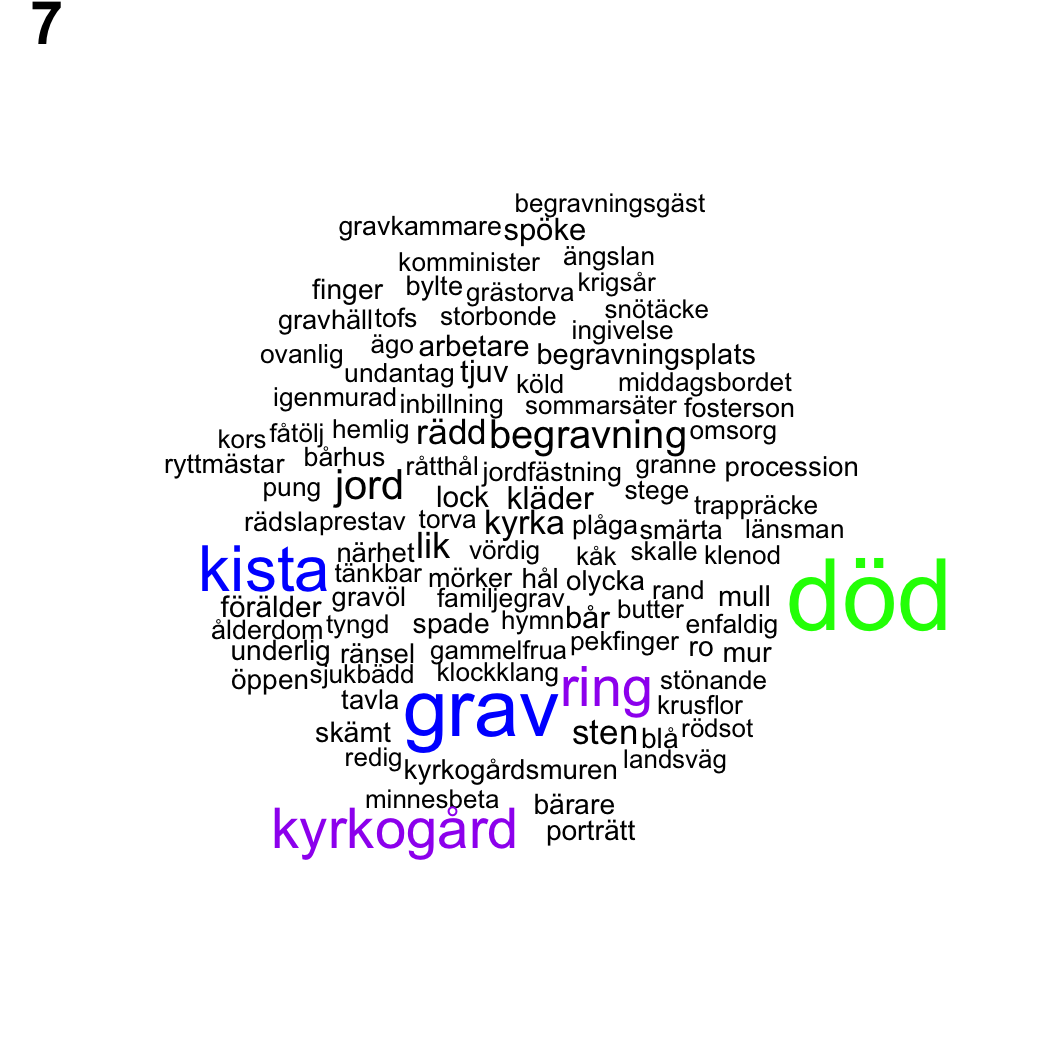 7
begravningsgäst
gravkammare spöke
komminister ängslan
finger bylte grästorva krigsår
gravhäll tofs storbonde snötäcke
ingivelse
ovanlig ägo arbetare begravningsplats
undantag tjuv köld middagsbordet
igenmurad inbillning sommarsäter fosterson
kors fåtölj hemlig rädd begravning omsorg
ryttmästar bårhus råtthål jordfästning granne procession
pung jord lock kläder stege trappräcke
rädsla prestav torva kyrka plåga smärta länsman
kista närhet lik vördig kåk skalle klenod
tänkbar mörker hål olycka rand mull död
förälder gravöl familjegrav bår butter
ålderdom tyngd spade hymn enfaldig
underlig ränsel gammelfrua pekfinger ro mur
öppen sjukbädd klockklang ring stönande
tavla grav krusflor
skämt sten blå rödsot
redig kyrkogårdsmuren landsväg
minnesbeta bärare
kyrkogård porträtt